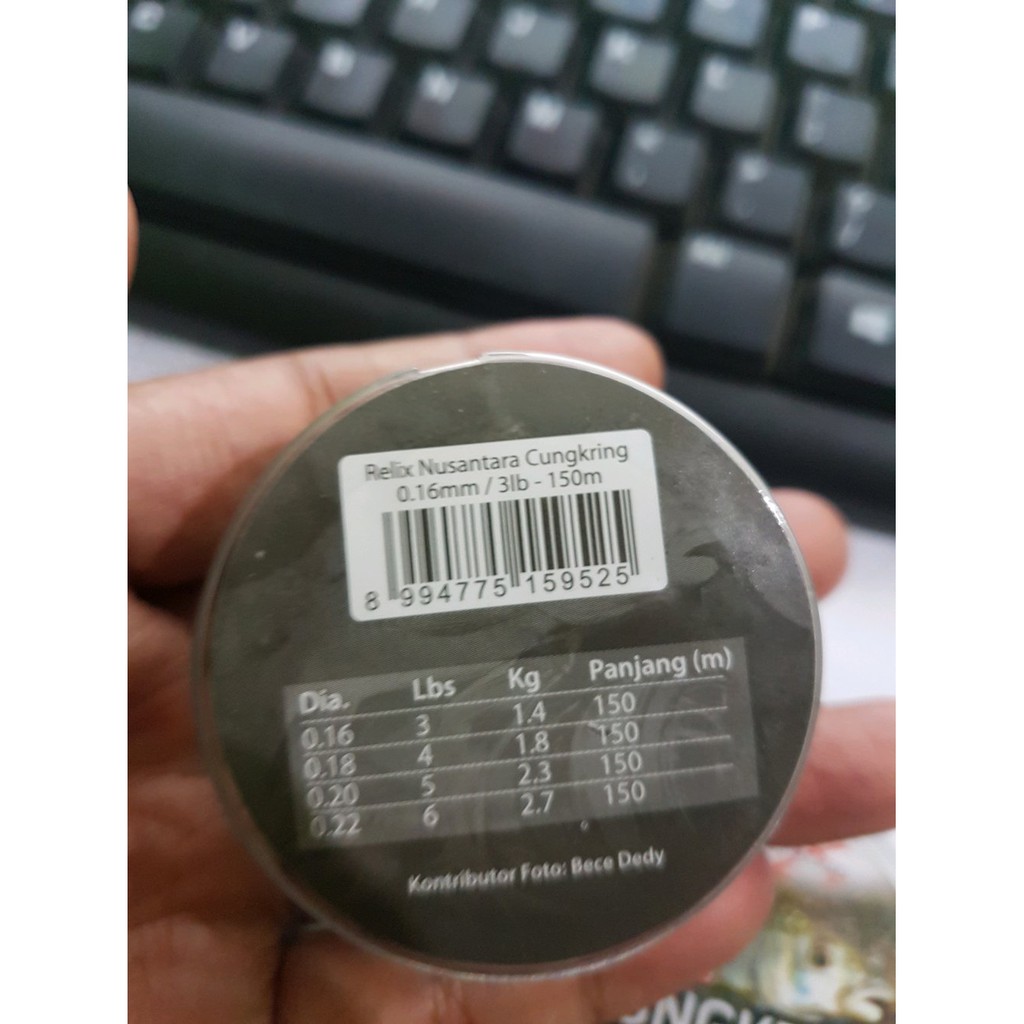 Relix Nusantara Cungkring
0.16mm / 3lb - 150m
8 994775 159525
Dia. Lbs Kg Panjang (m)
0.16 3 1.4 150
0.18 4 1.8 150
0.20 5 2.3 150
0.22 6 2.7 150
Kontributor Foto: Bece Dedy